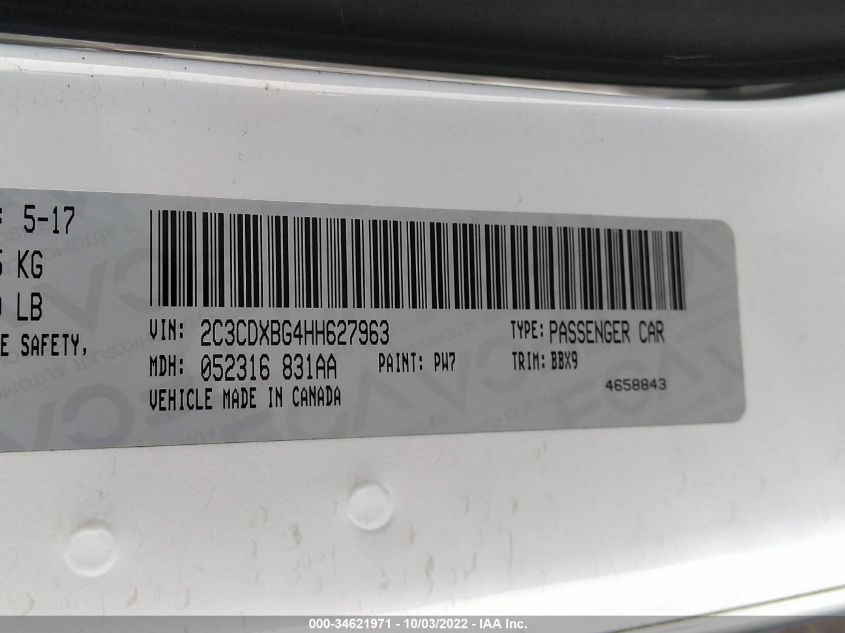 : 5-17
KG
LB
E SAFETY,
VIN: 2C3CDXBG4HH627963
TYPE: PASSENGER CAR
MDH: 052316 831AA
PAINT: PW7
TRIM: BBX9
VEHICLE MADE IN CANADA
4658843
000-34621971 - 10/03/2022 - IAA Inc.